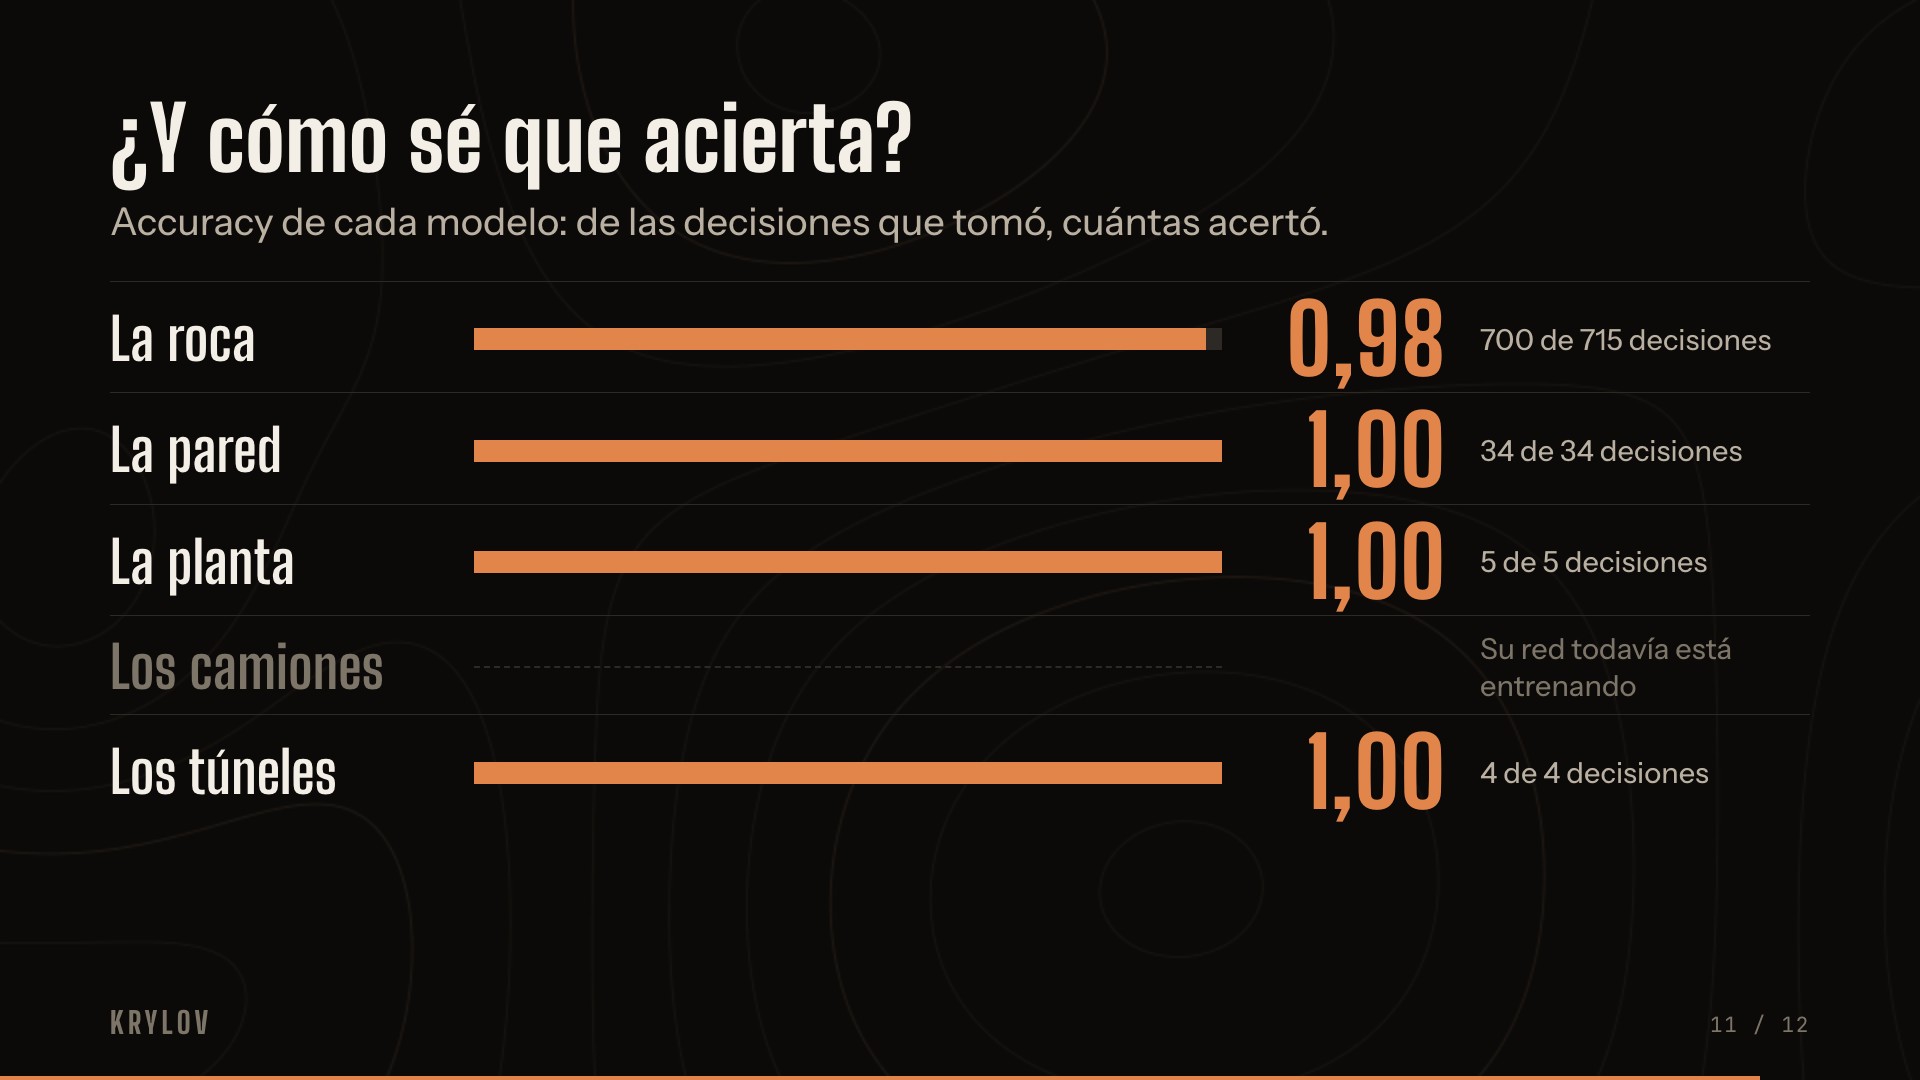 ¿Y cómo sé que acierta?
Accuracy de cada modelo: de las decisiones que tomó, cuántas acertó.
La roca 0,98 700 de 715 decisiones
La pared 1,00 34 de 34 decisiones
La planta 1,00 5 de 5 decisiones
Los camiones Su red todavía está
entrenando
Los túneles 1,00 4 de 4 decisiones
KRYLOV 11 / 12